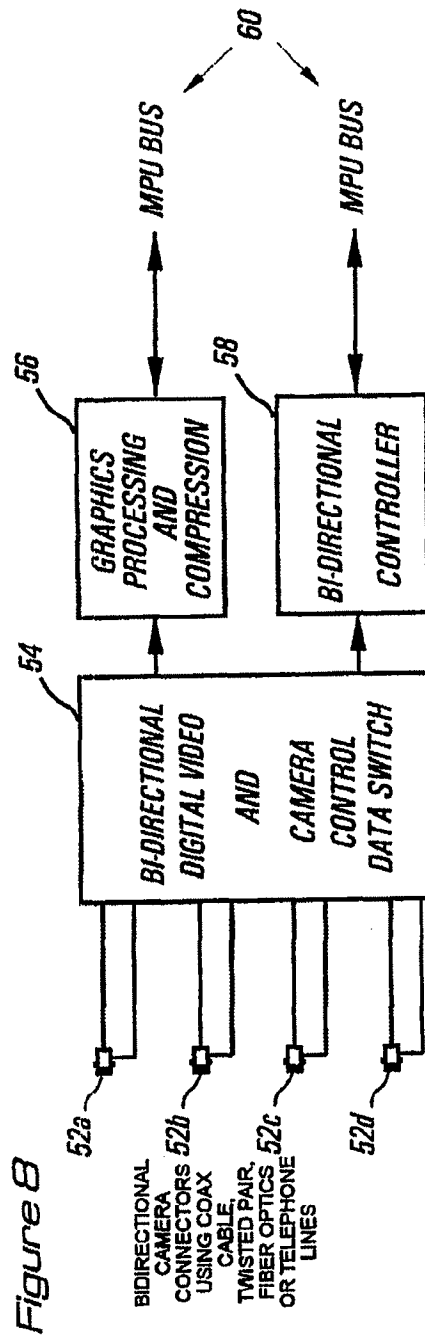 Figure 8
BIDIRECTIONAL
CAMERA
CONNECTORS
USING COAX
CABLE,
TWISTED PAIR,
FIBER OPTICS
OR TELEPHONE
LINES
52a
52b
52c
52d
54
BI-DIRECTIONAL
DIGITAL VIDEO
AND
CAMERA
CONTROL
DATA SWITCH
56
GRAPHICS
PROCESSING
AND
COMPRESSION
58
BI-DIRECTIONAL
CONTROLLER
MPU BUS
MPU BUS
60